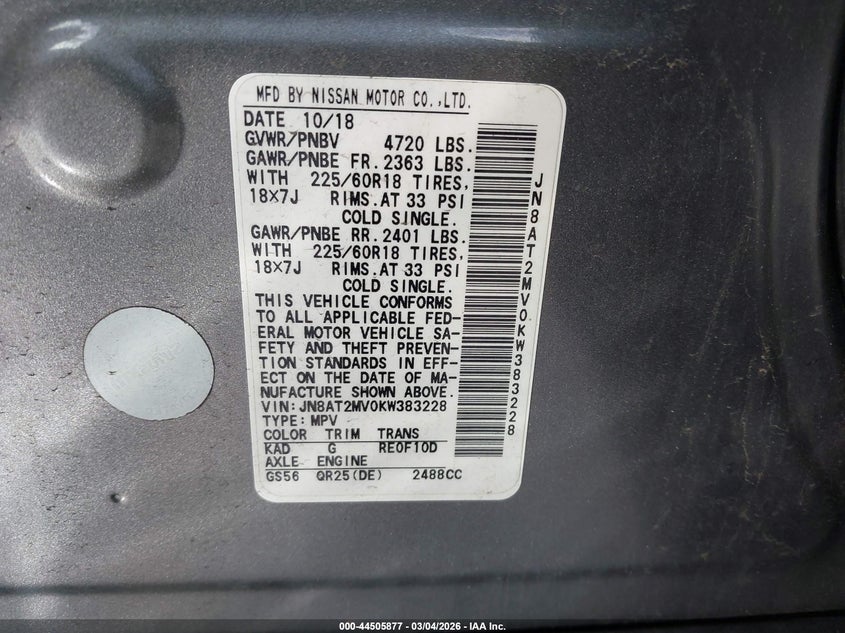 MFD BY NISSAN MOTOR CO.,LTD.
DATE 10/18
GVWR/PNBV 4720 LBS.
GAWR/PNBE FR. 2363 LBS.
WITH 225/60R18 TIRES,
18×7J RIMS.AT 33 PSI
COLD SINGLE.
GAWR/PNBE RR. 2401 LBS.
WITH 225/60R18 TIRES,
18×7J RIMS.AT 33 PSI
COLD SINGLE.
THIS VEHICLE CONFORMS
TO ALL APPLICABLE FED-
ERAL MOTOR VEHICLE SA-
FETY AND THEFT PREVEN-
TION STANDARDS IN EFF-
ECT ON THE DATE OF MA-
NUFACTURE SHOWN ABOVE.
VIN:JN8AT2MV0KW383228
TYPE:MPV
COLOR TRIM TRANS
KAD G RE0F10D
AXLE ENGINE
GS56 QR25(DE) 2488CC
JN8AT2MV0KW383228
000-44505877 - 03/04/2026 - IAA Inc.